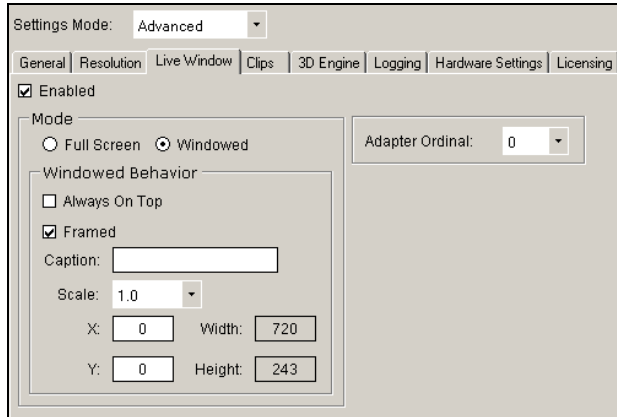 Settings Mode: Advanced
General Resolution Live Window Clips 3D Engine Logging Hardware Settings Licensing
Enabled
Mode
Full Screen Windowed
Adapter Ordinal: 0
Windowed Behavior
Always On Top
Framed
Caption:
Scale: 1.0
X: 0 Width: 720
Y: 0 Height: 243